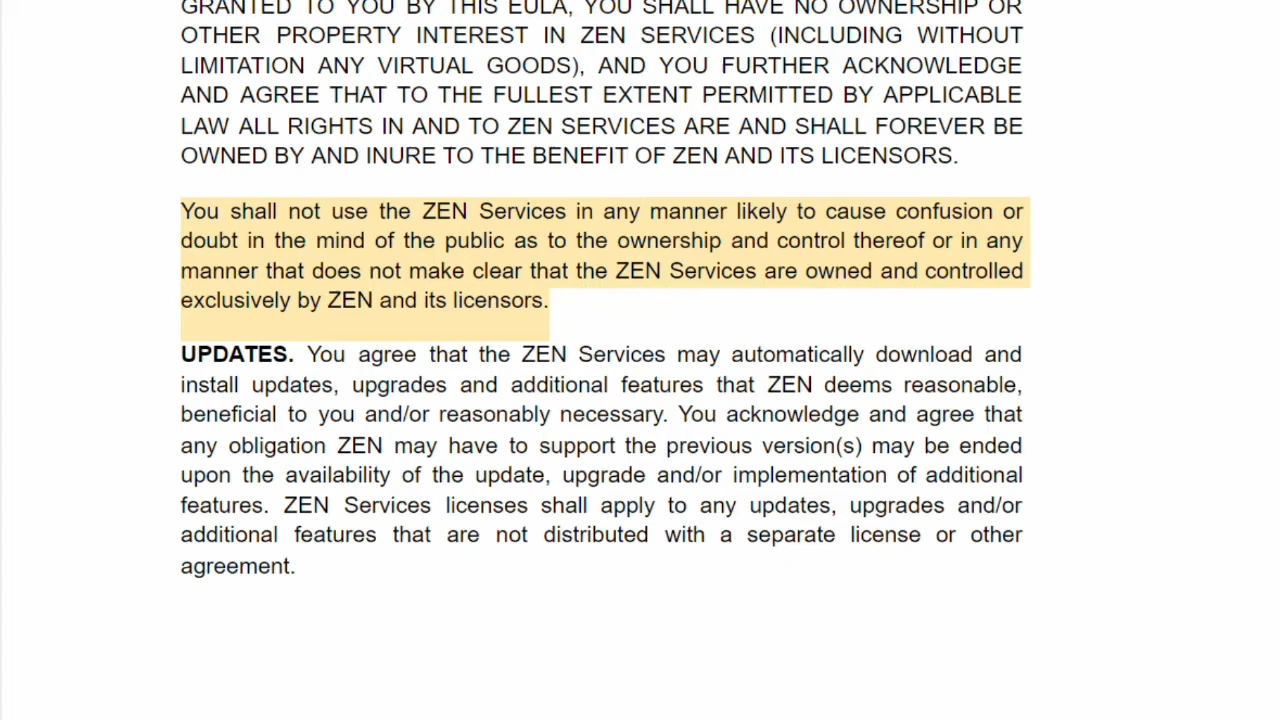 GRANTED TO YOU BY THIS EULA, YOU SHALL HAVE NO OWNERSHIP OR
OTHER PROPERTY INTEREST IN ZEN SERVICES (INCLUDING WITHOUT
LIMITATION ANY VIRTUAL GOODS), AND YOU FURTHER ACKNOWLEDGE
AND AGREE THAT TO THE FULLEST EXTENT PERMITTED BY APPLICABLE
LAW ALL RIGHTS IN AND TO ZEN SERVICES ARE AND SHALL FOREVER BE
OWNED BY AND INURE TO THE BENEFIT OF ZEN AND ITS LICENSORS.
You shall not use the ZEN Services in any manner likely to cause confusion or
doubt in the mind of the public as to the ownership and control thereof or in any
manner that does not make clear that the ZEN Services are owned and controlled
exclusively by ZEN and its licensors.
UPDATES. You agree that the ZEN Services may automatically download and
install updates, upgrades and additional features that ZEN deems reasonable,
beneficial to you and/or reasonably necessary. You acknowledge and agree that
any obligation ZEN may have to support the previous version(s) may be ended
upon the availability of the update, upgrade and/or implementation of additional
features. ZEN Services licenses shall apply to any updates, upgrades and/or
additional features that are not distributed with a separate license or other
agreement.